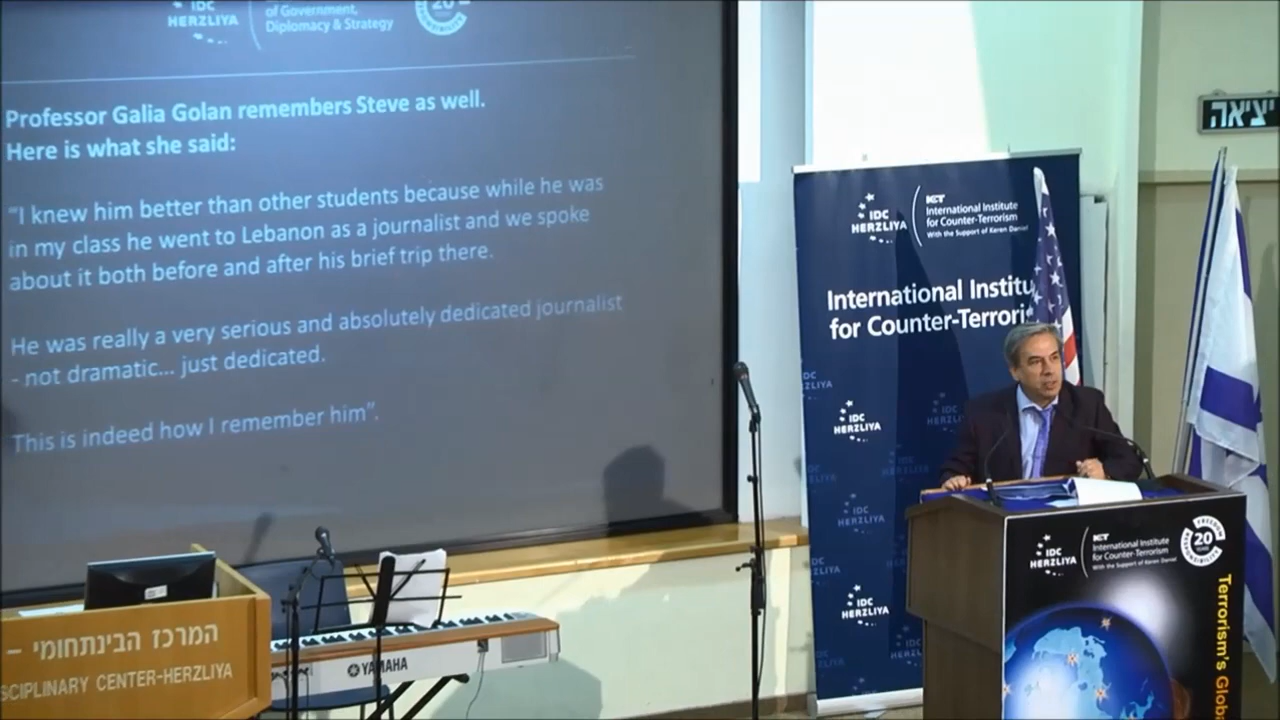 IDC
HERZLIYA
of Government,
Diplomacy & Strategy
20
Professor Galia Golan remembers Steve as well.
Here is what she said:
"I knew him better than other students because while he was
in my class he went to Lebanon as a journalist and we spoke
about it both before and after his brief trip there.
He was really a very serious and absolutely dedicated journalist
- not dramatic... just dedicated.
This is indeed how I remember him".
יציאה
IDC
HERZLIYA
ICT
International Institute
for Counter-Terrorism
With the Support of Keren Daniel
International Institu
for Counter-Terroris
IDC
HERZLIYA
IDC
HERZLIYA
IDC
HERZLIYA
IDC
HERZLIYA
ICT
International Institute
for Counter-Terrorism
With the Support of Keren Daniel
FREEDOM
20
YEARS
RESPONSIBILITY
Terrorism's Glob
המרכז הבינתחומי –
SCIPLINARY CENTER-HERZLIYA
YAMAHA